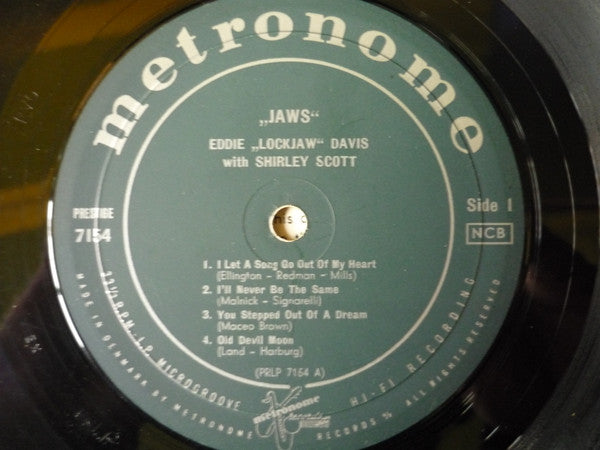 metronome
„JAWS“
EDDIE „LOCKJAW“ DAVIS
with SHIRLEY SCOTT
PRESTIGE
7154
Side 1
NCB
1. I Let A Song Go Out Of My Heart
(Ellington - Redman - Mills)
2. I'll Never Be The Same
(Malnick - Signarelli)
3. You Stepped Out Of A Dream
(Maceo Brown)
4. Old Devil Moon
(Land - Harburg)
(PRLP 7154 A)
33 1/3 RPM - L.P. MICROGROOVE
HI-FI RECORDING
metronome
records
MADE IN DENMARK BY METRONOME RECORDS % ALL RIGHTS RESERVED